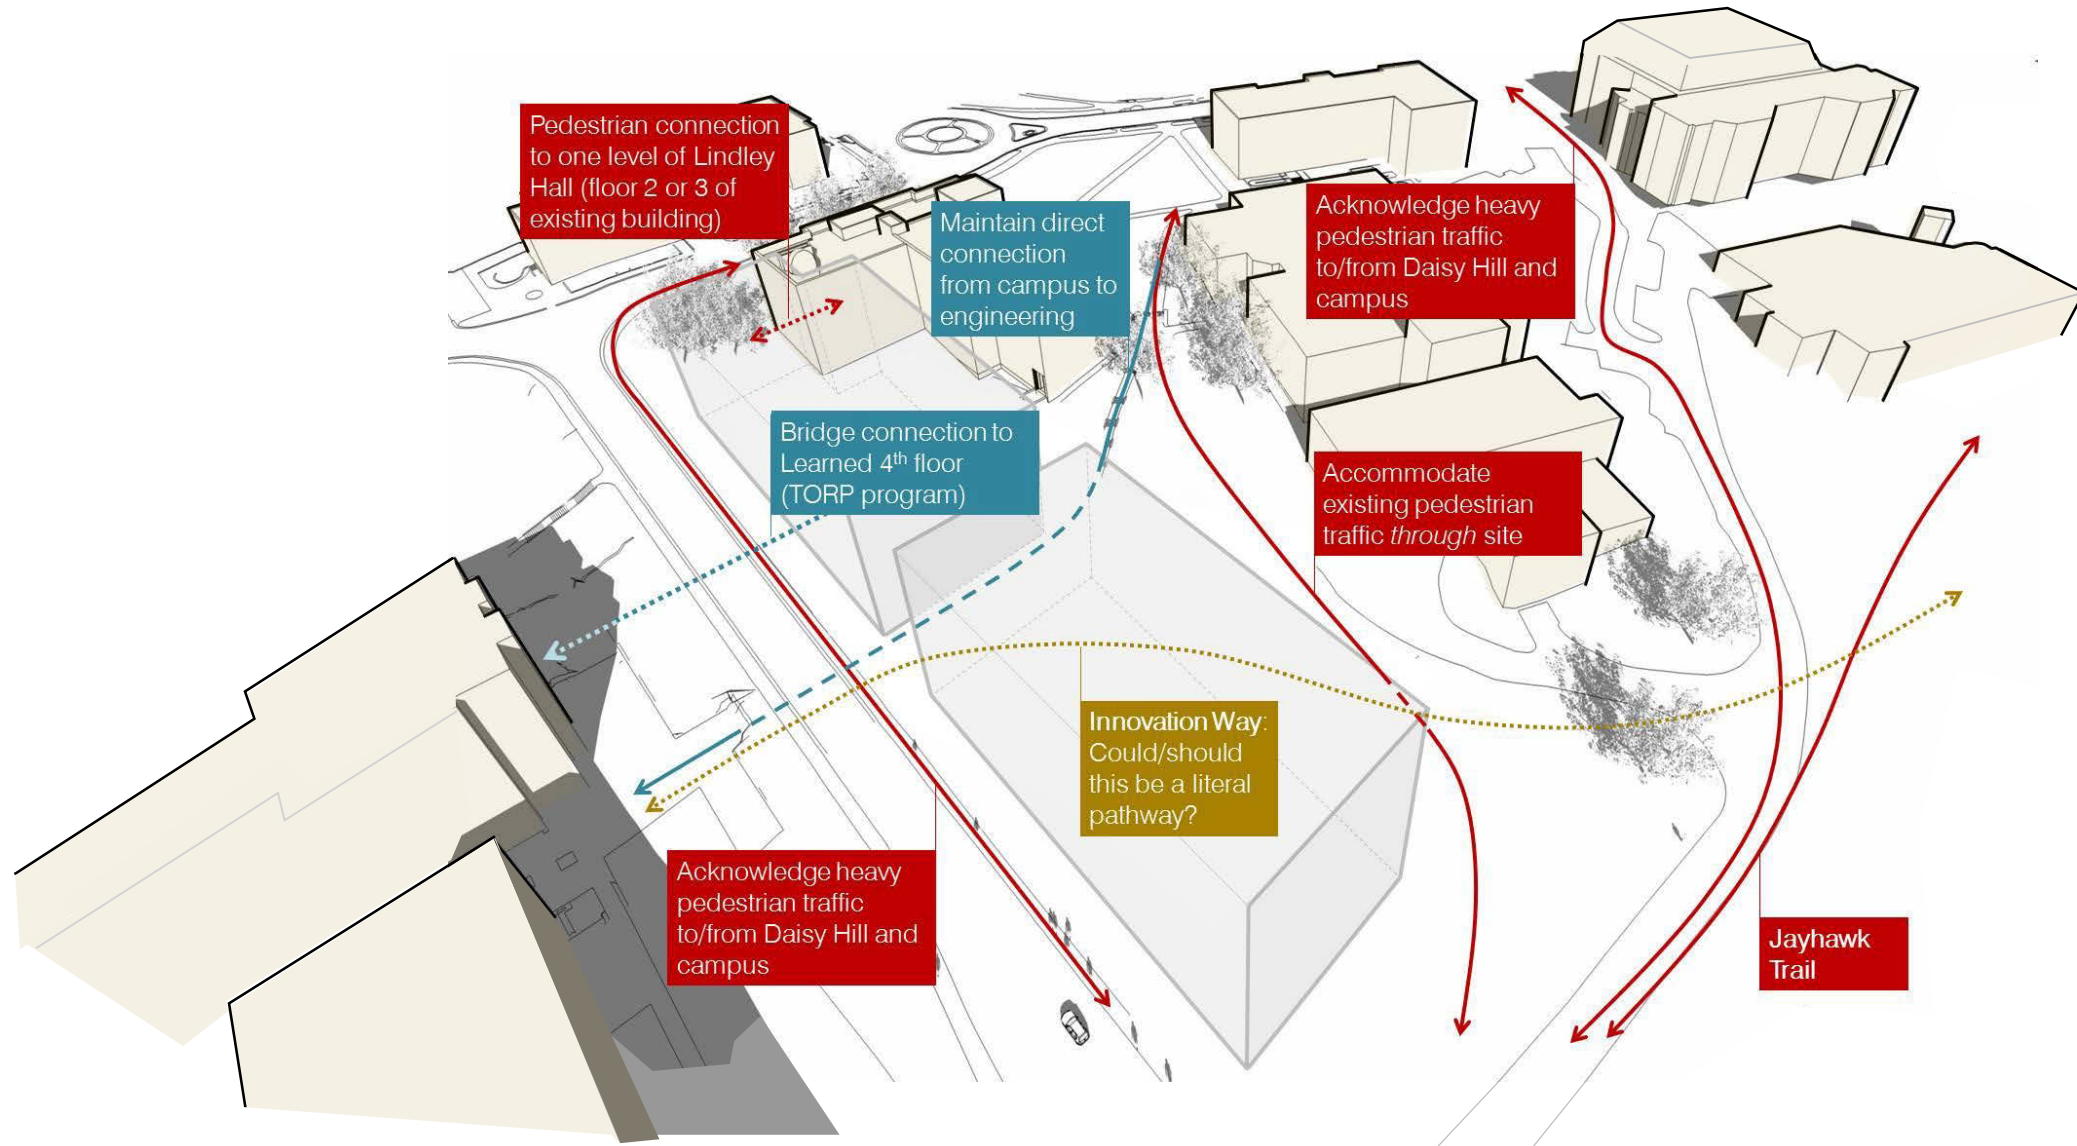 Pedestrian connection
to one level of Lindley
Hall (floor 2 or 3 of
existing building)
Maintain direct
connection
from campus to
engineering
Acknowledge heavy
pedestrian traffic
to/from Daisy Hill and
campus
Bridge connection to
Learned 4th floor
(TORP program)
Accommodate
existing pedestrian
traffic through site
Innovation Way:
Could/should
this be a literal
pathway?
Acknowledge heavy
pedestrian traffic
to/from Daisy Hill and
campus
Jayhawk
Trail